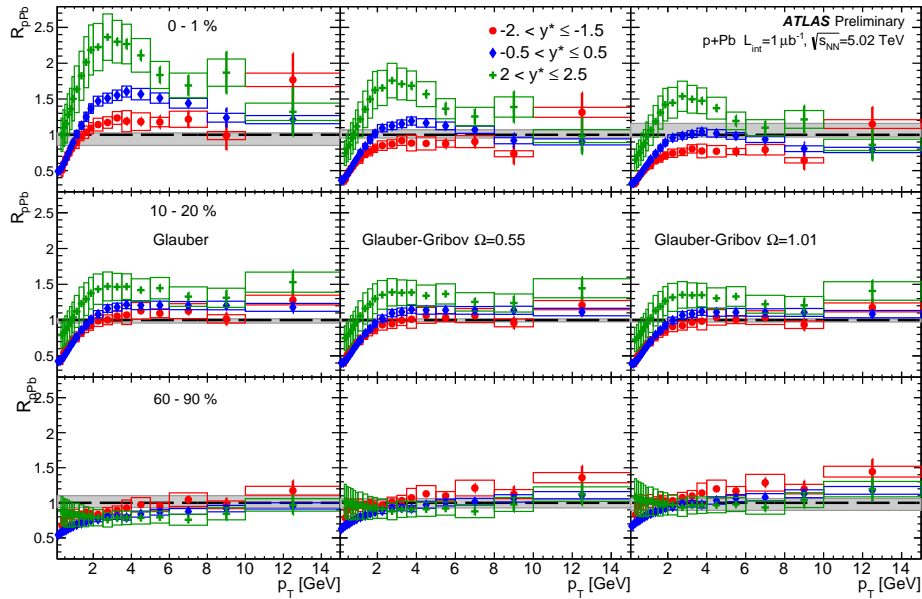 R_pPb
0 - 1 %
-2. < y* ≤ -1.5
-0.5 < y* ≤ 0.5
2 < y* ≤ 2.5
ATLAS Preliminary
p+Pb L_int=1 μb⁻¹, √s_NN=5.02 TeV
2.5
2
1.5
1
0.5
R_pPb
10 - 20 %
Glauber
Glauber-Gribov Ω=0.55
Glauber-Gribov Ω=1.01
2.5
2
1.5
1
0.5
R_pPb
60 - 90 %
2.5
2
1.5
1
0.5
2 4 6 8 10 12 14
2 4 6 8 10 12 14
2 4 6 8 10 12 14
p_T [GeV]
p_T [GeV]
p_T [GeV]